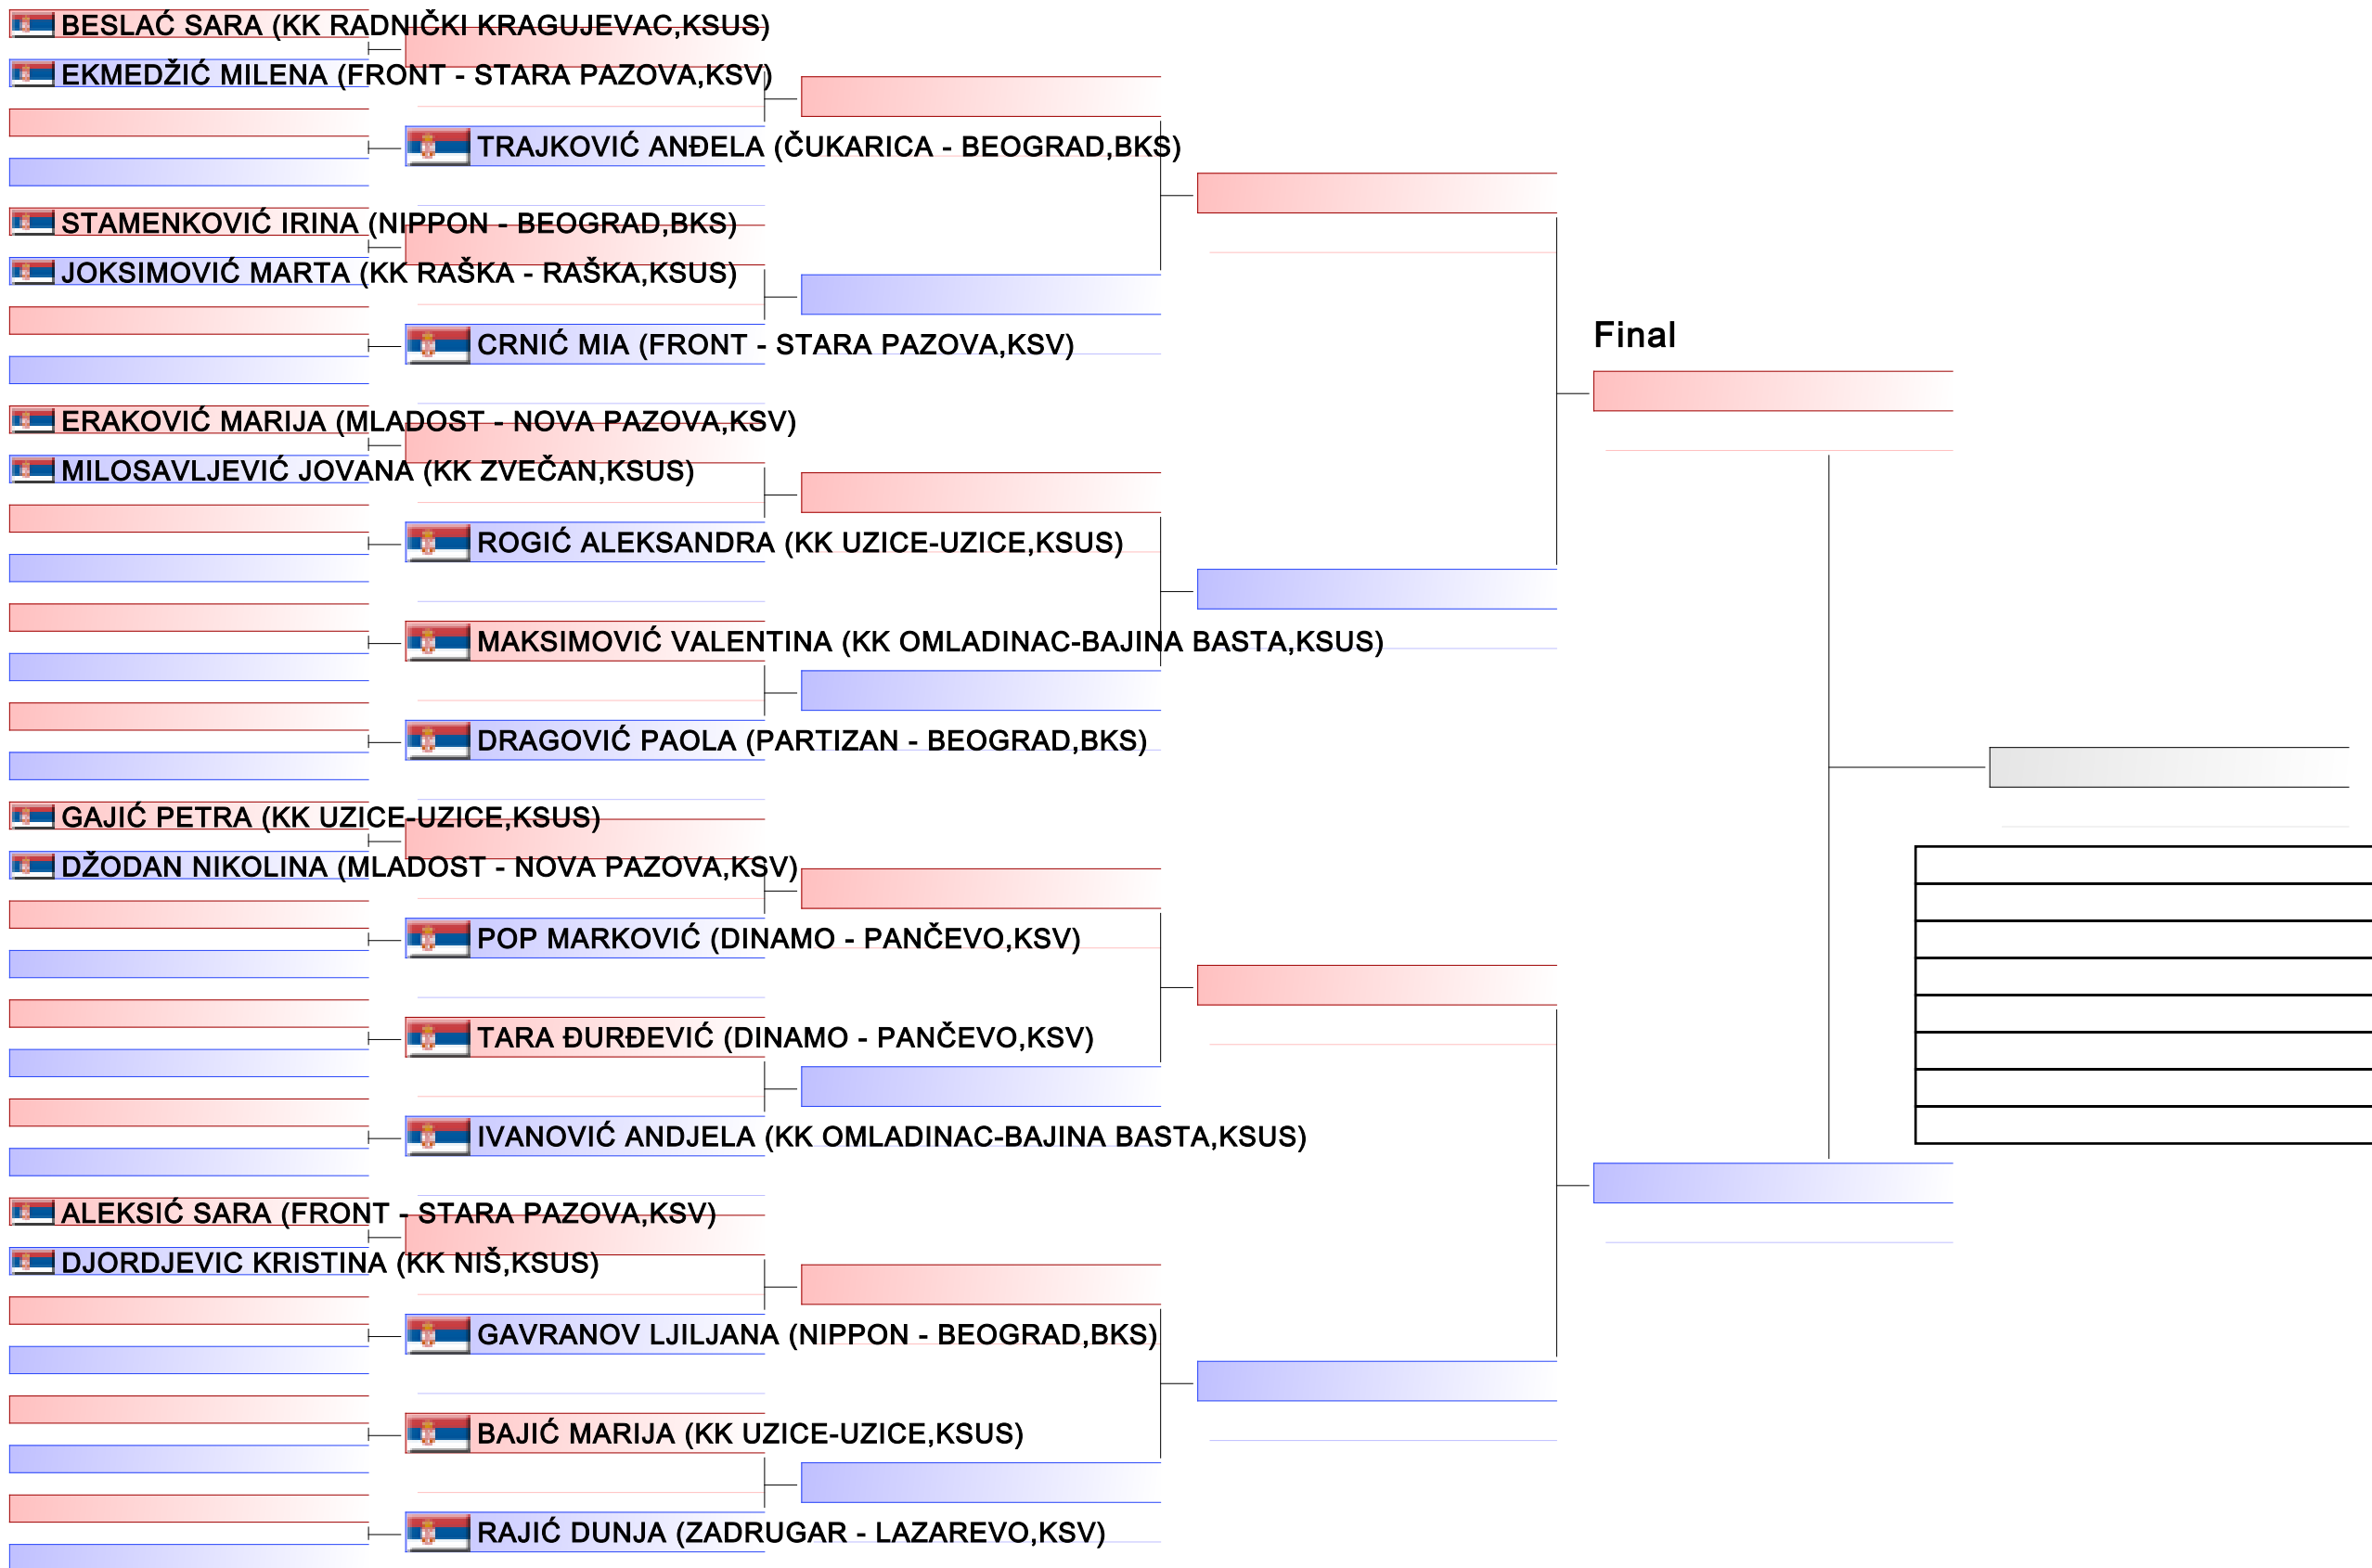 BESLAĆ SARA (KK RADNIČKI KRAGUJEVAC,KSUS)
EKMEDŽIĆ MILENA (FRONT - STARA PAZOVA,KSV)
TRAJKOVIĆ ANĐELA (ČUKARICA - BEOGRAD,BKS)
STAMENKOVIĆ IRINA (NIPPON - BEOGRAD,BKS)
JOKSIMOVIĆ MARTA (KK RAŠKA - RAŠKA,KSUS)
CRNIĆ MIA (FRONT - STARA PAZOVA,KSV)
Final
ERAKOVIĆ MARIJA (MLADOST - NOVA PAZOVA,KSV)
MILOSAVLJEVIĆ JOVANA (KK ZVEČAN,KSUS)
ROGIĆ ALEKSANDRA (KK UZICE-UZICE,KSUS)
MAKSIMOVIĆ VALENTINA (KK OMLADINAC-BAJINA BASTA,KSUS)
DRAGOVIĆ PAOLA (PARTIZAN - BEOGRAD,BKS)
GAJIĆ PETRA (KK UZICE-UZICE,KSUS)
DŽODAN NIKOLINA (MLADOST - NOVA PAZOVA,KSV)
POP MARKOVIĆ (DINAMO - PANČEVO,KSV)
TARA ĐURĐEVIĆ (DINAMO - PANČEVO,KSV)
IVANOVIĆ ANDJELA (KK OMLADINAC-BAJINA BASTA,KSUS)
ALEKSIĆ SARA (FRONT - STARA PAZOVA,KSV)
DJORDJEVIC KRISTINA (KK NIŠ,KSUS)
GAVRANOV LJILJANA (NIPPON - BEOGRAD,BKS)
BAJIĆ MARIJA (KK UZICE-UZICE,KSUS)
RAJIĆ DUNJA (ZADRUGAR - LAZAREVO,KSV)